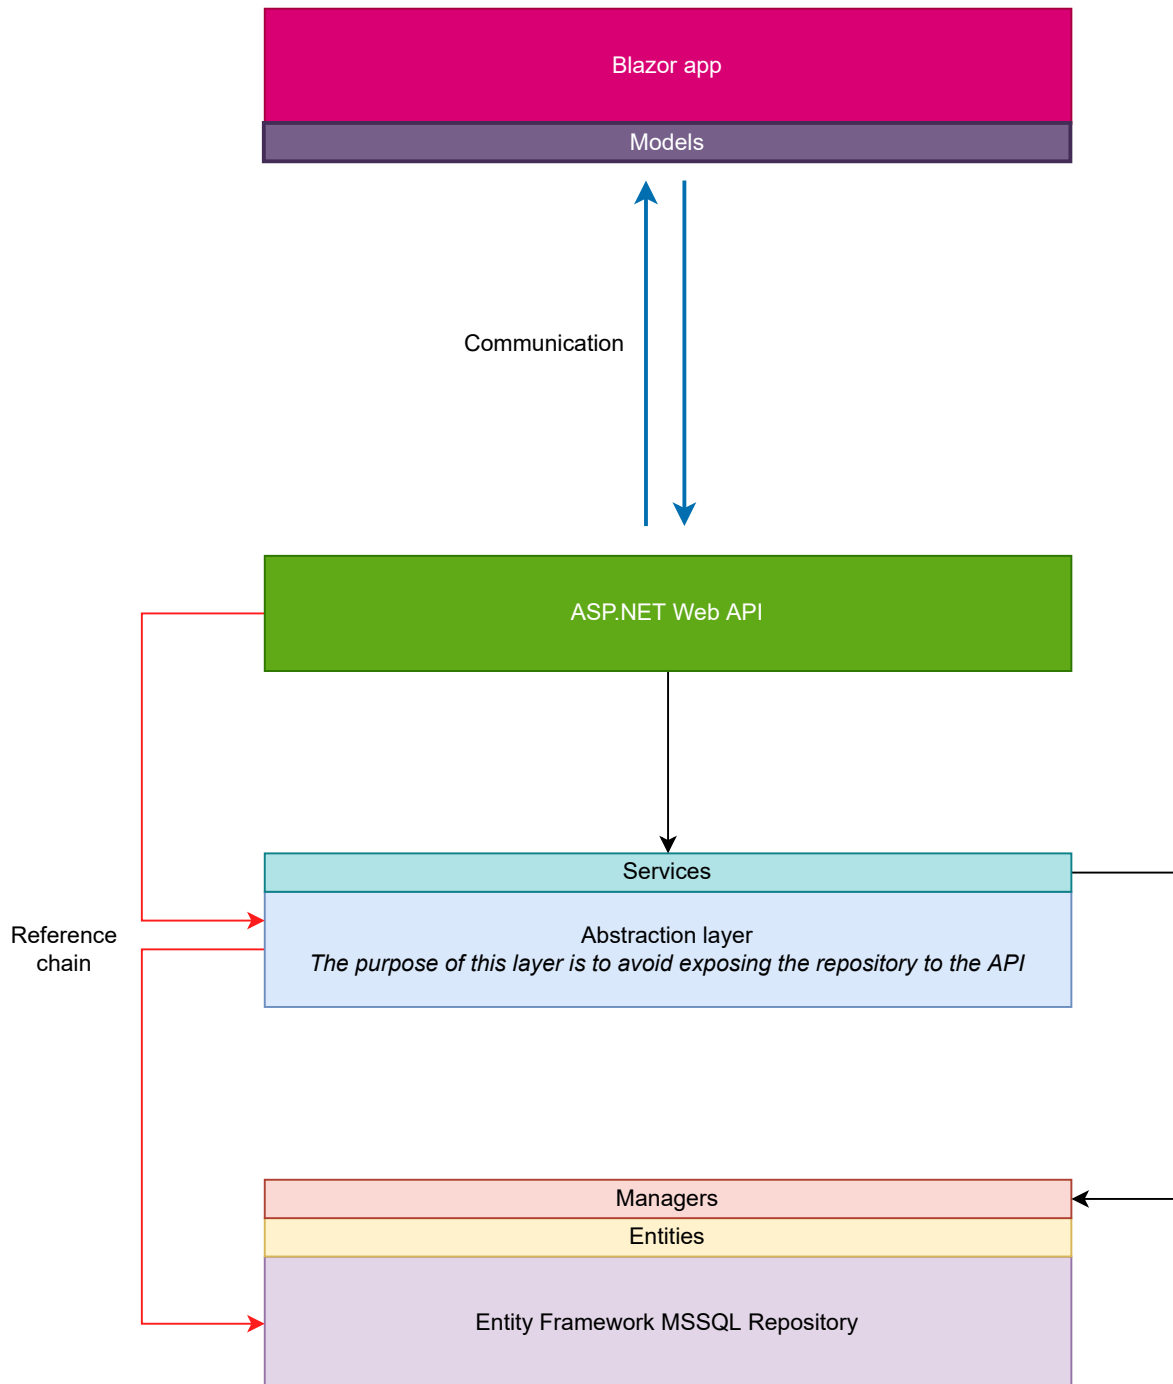 Blazor app
Models
Communication
ASP.NET Web API
Services
Reference
chain
Abstraction layer
The purpose of this layer is to avoid exposing the repository to the API
Managers
Entities
Entity Framework MSSQL Repository